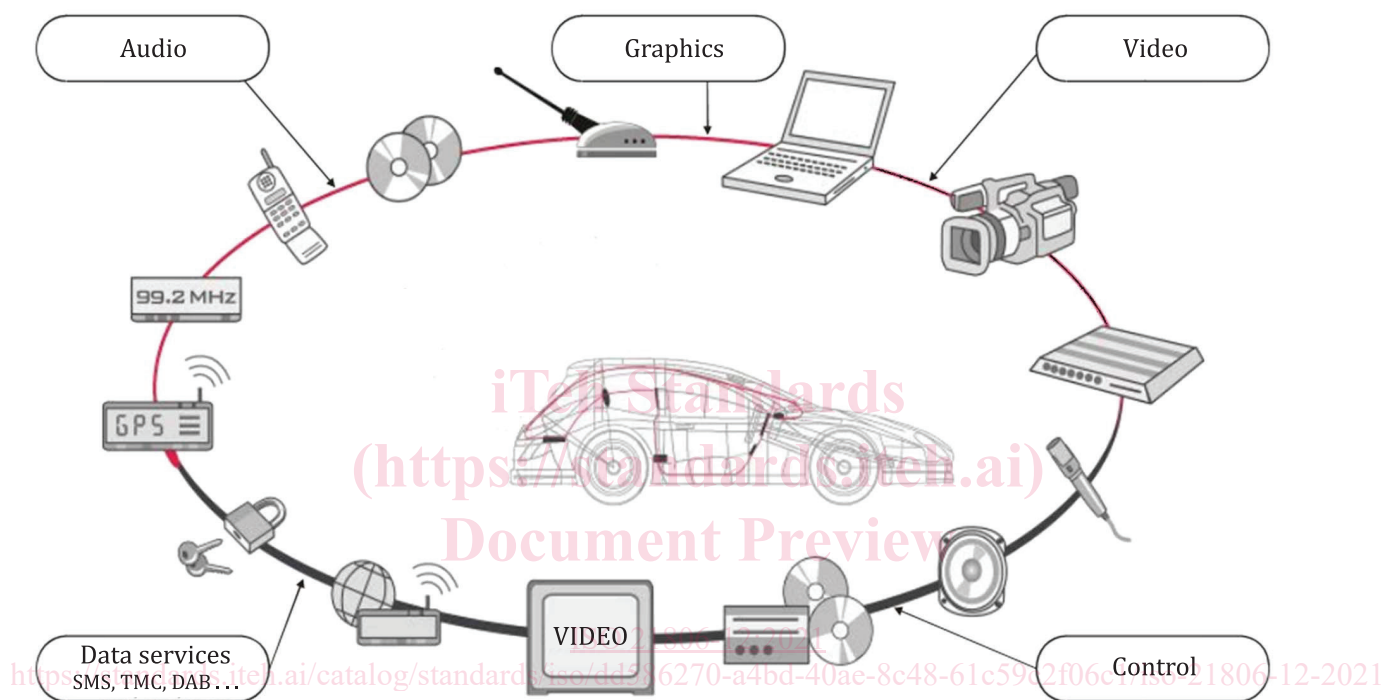 Audio
Graphics
Video
99.2 MHz
GPS
iTeh Standards
(https://standards.iteh.ai)
Document Preview
VIDEO
Data services
SMS, TMC, DAB...
Control